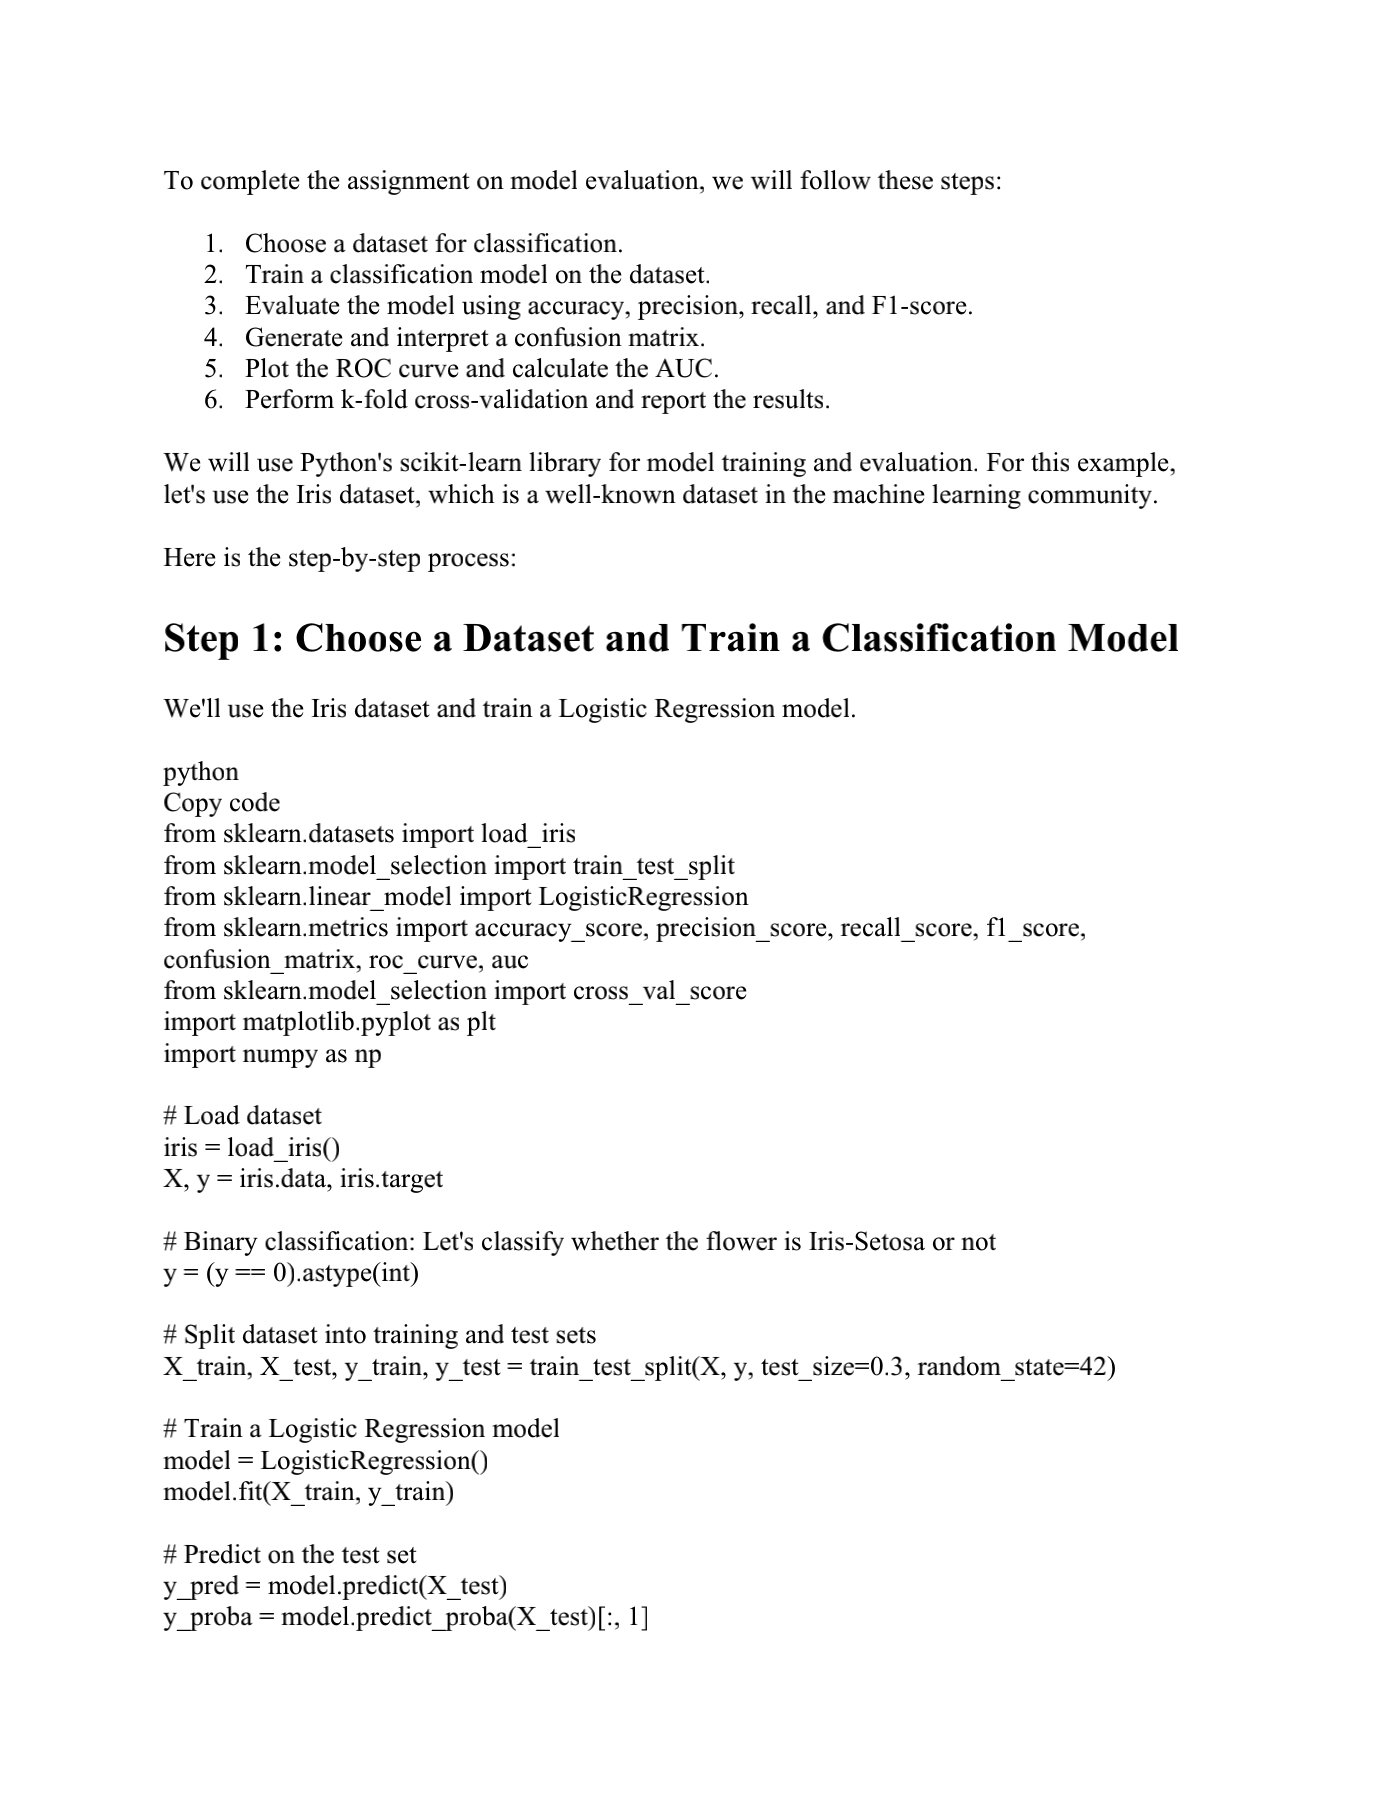 To complete the assignment on model evaluation, we will follow these steps:
1. Choose a dataset for classification.
2. Train a classification model on the dataset.
3. Evaluate the model using accuracy, precision, recall, and F1-score.
4. Generate and interpret a confusion matrix.
5. Plot the ROC curve and calculate the AUC.
6. Perform k-fold cross-validation and report the results.
We will use Python's scikit-learn library for model training and evaluation. For this example,
let's use the Iris dataset, which is a well-known dataset in the machine learning community.
Here is the step-by-step process:
Step 1: Choose a Dataset and Train a Classification Model
We'll use the Iris dataset and train a Logistic Regression model.
python
Copy code
from sklearn.datasets import load_iris
from sklearn.model_selection import train_test_split
from sklearn.linear_model import LogisticRegression
from sklearn.metrics import accuracy_score, precision_score, recall_score, f1_score,
confusion_matrix, roc_curve, auc
from sklearn.model_selection import cross_val_score
import matplotlib.pyplot as plt
import numpy as np
# Load dataset
iris = load_iris()
X, y = iris.data, iris.target
# Binary classification: Let's classify whether the flower is Iris-Setosa or not
y = (y == 0).astype(int)
# Split dataset into training and test sets
X_train, X_test, y_train, y_test = train_test_split(X, y, test_size=0.3, random_state=42)
# Train a Logistic Regression model
model = LogisticRegression()
model.fit(X_train, y_train)
# Predict on the test set
y_pred = model.predict(X_test)
y_proba = model.predict_proba(X_test)[:, 1]